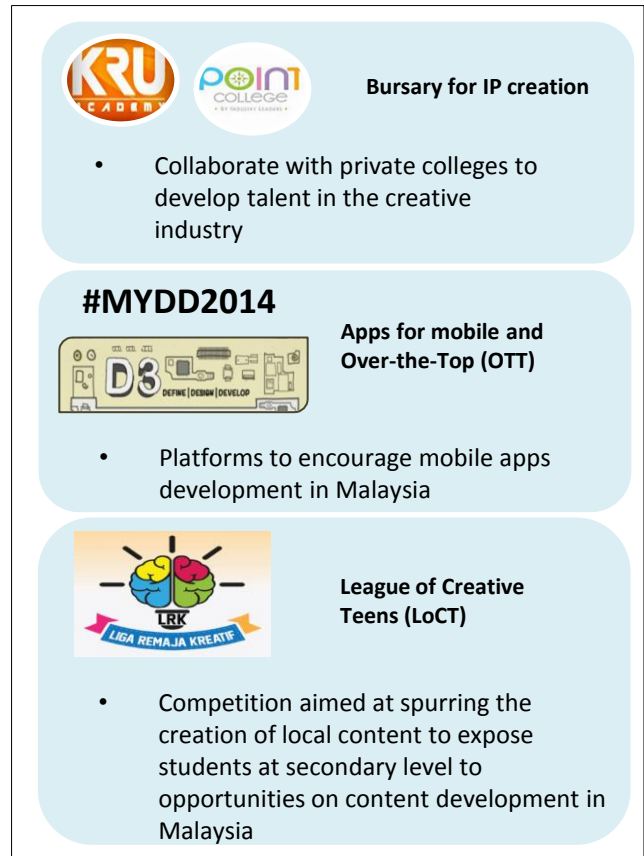 KRU
ACADEMY
POINT
COLLEGE
• BY INDUSTRY LEADERS •
Bursary for IP creation
• Collaborate with private colleges to
develop talent in the creative
industry
#MYDD2014
D3
DEFINE | DESIGN | DEVELOP
Apps for mobile and
Over-the-Top (OTT)
• Platforms to encourage mobile apps
development in Malaysia
LRK
LIGA REMAJA KREATIF
League of Creative
Teens (LoCT)
• Competition aimed at spurring the
creation of local content to expose
students at secondary level to
opportunities on content development in
Malaysia